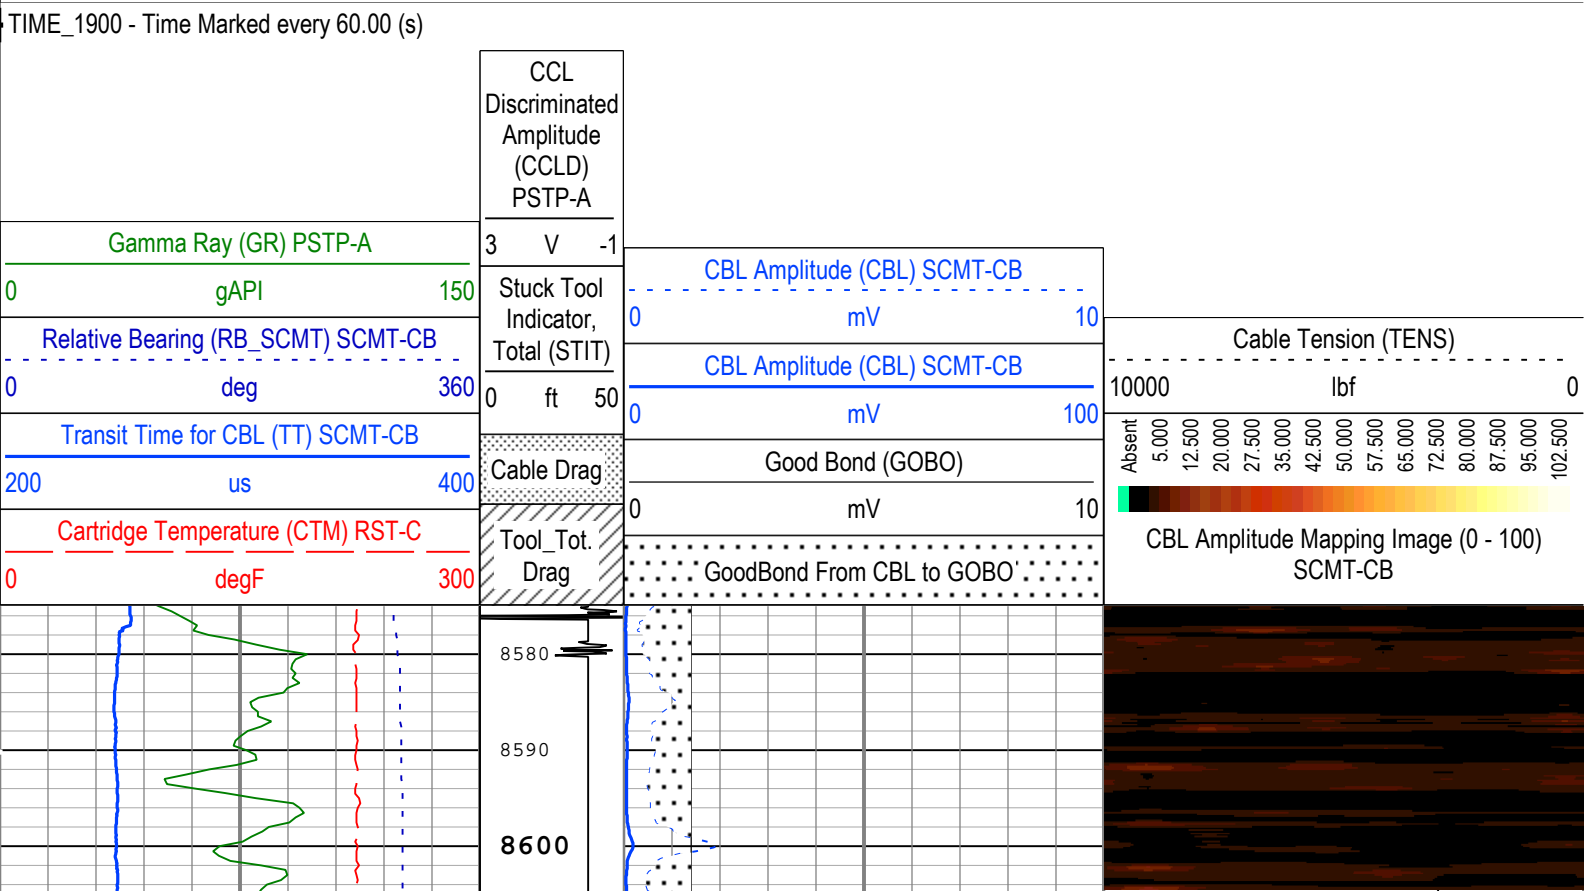 TIME_1900 - Time Marked every 60.00 (s)
CCL
Discriminated
Amplitude
(CCLD)
PSTP-A
3 V -1
Stuck Tool
Indicator,
Total (STIT)
0 ft 50
Cable Drag
Tool_Tot.
Drag
Gamma Ray (GR) PSTP-A
0 gAPI 150
Relative Bearing (RB_SCMT) SCMT-CB
0 deg 360
Transit Time for CBL (TT) SCMT-CB
200 us 400
Cartridge Temperature (CTM) RST-C
0 degF 300
CBL Amplitude (CBL) SCMT-CB
0 mV 10
CBL Amplitude (CBL) SCMT-CB
0 mV 100
Good Bond (GOBO)
0 mV 10
GoodBond From CBL to GOBO
Cable Tension (TENS)
10000 lbf 0
Absent 5.000 12.500 20.000 27.500 35.000 42.500 50.000 57.500 65.000 72.500 80.000 87.500 95.000 102.500
CBL Amplitude Mapping Image (0 - 100)
SCMT-CB
8580
8590
8600